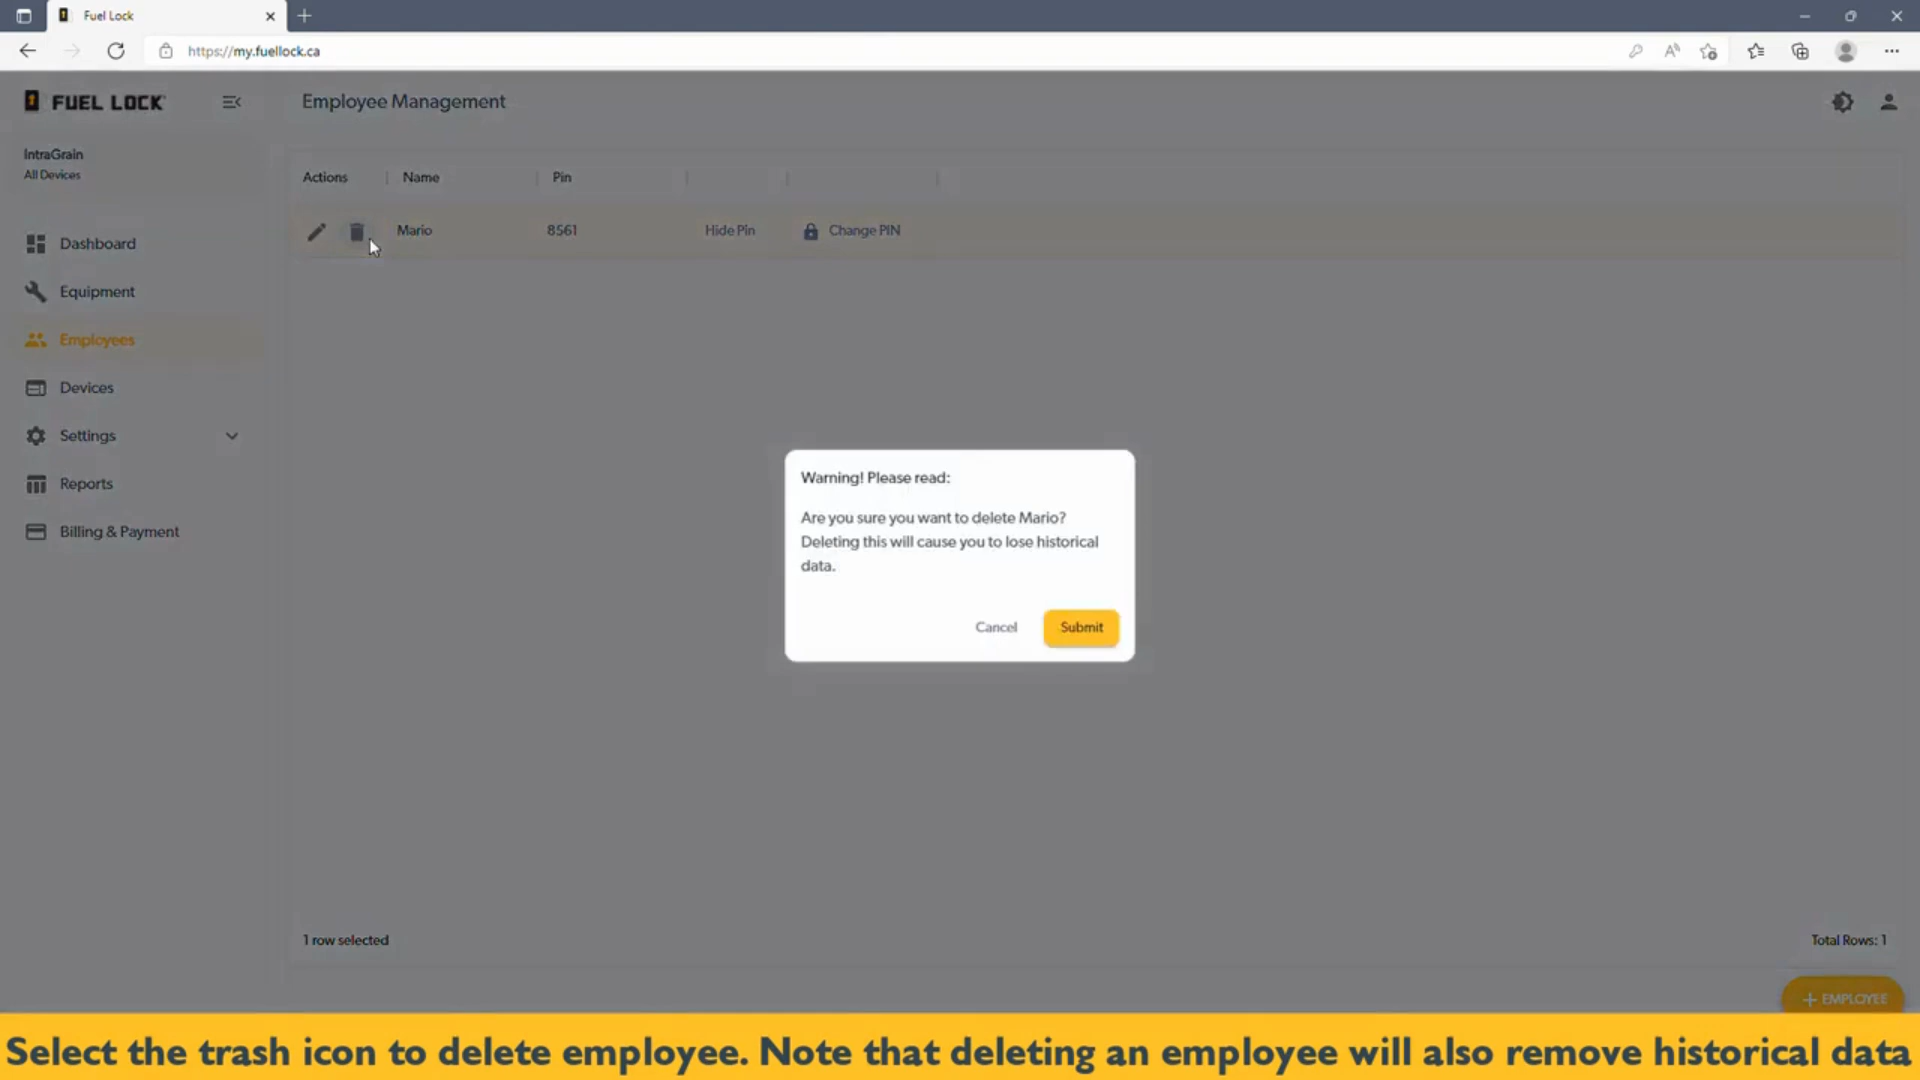 Fuel Lock
https://my.fuellock.ca
FUEL LOCK
Employee Management
IntraGrain
All Devices
Actions Name Pin
Mario 8561 Hide Pin Change PIN
Dashboard
Equipment
Employees
Devices
Settings
Reports
Billing & Payment
Warning! Please read:
Are you sure you want to delete Mario?
Deleting this will cause you to lose historical
data.
Cancel Submit
1 row selected Total Rows: 1
+ EMPLOYEE
Select the trash icon to delete employee. Note that deleting an employee will also remove historical data